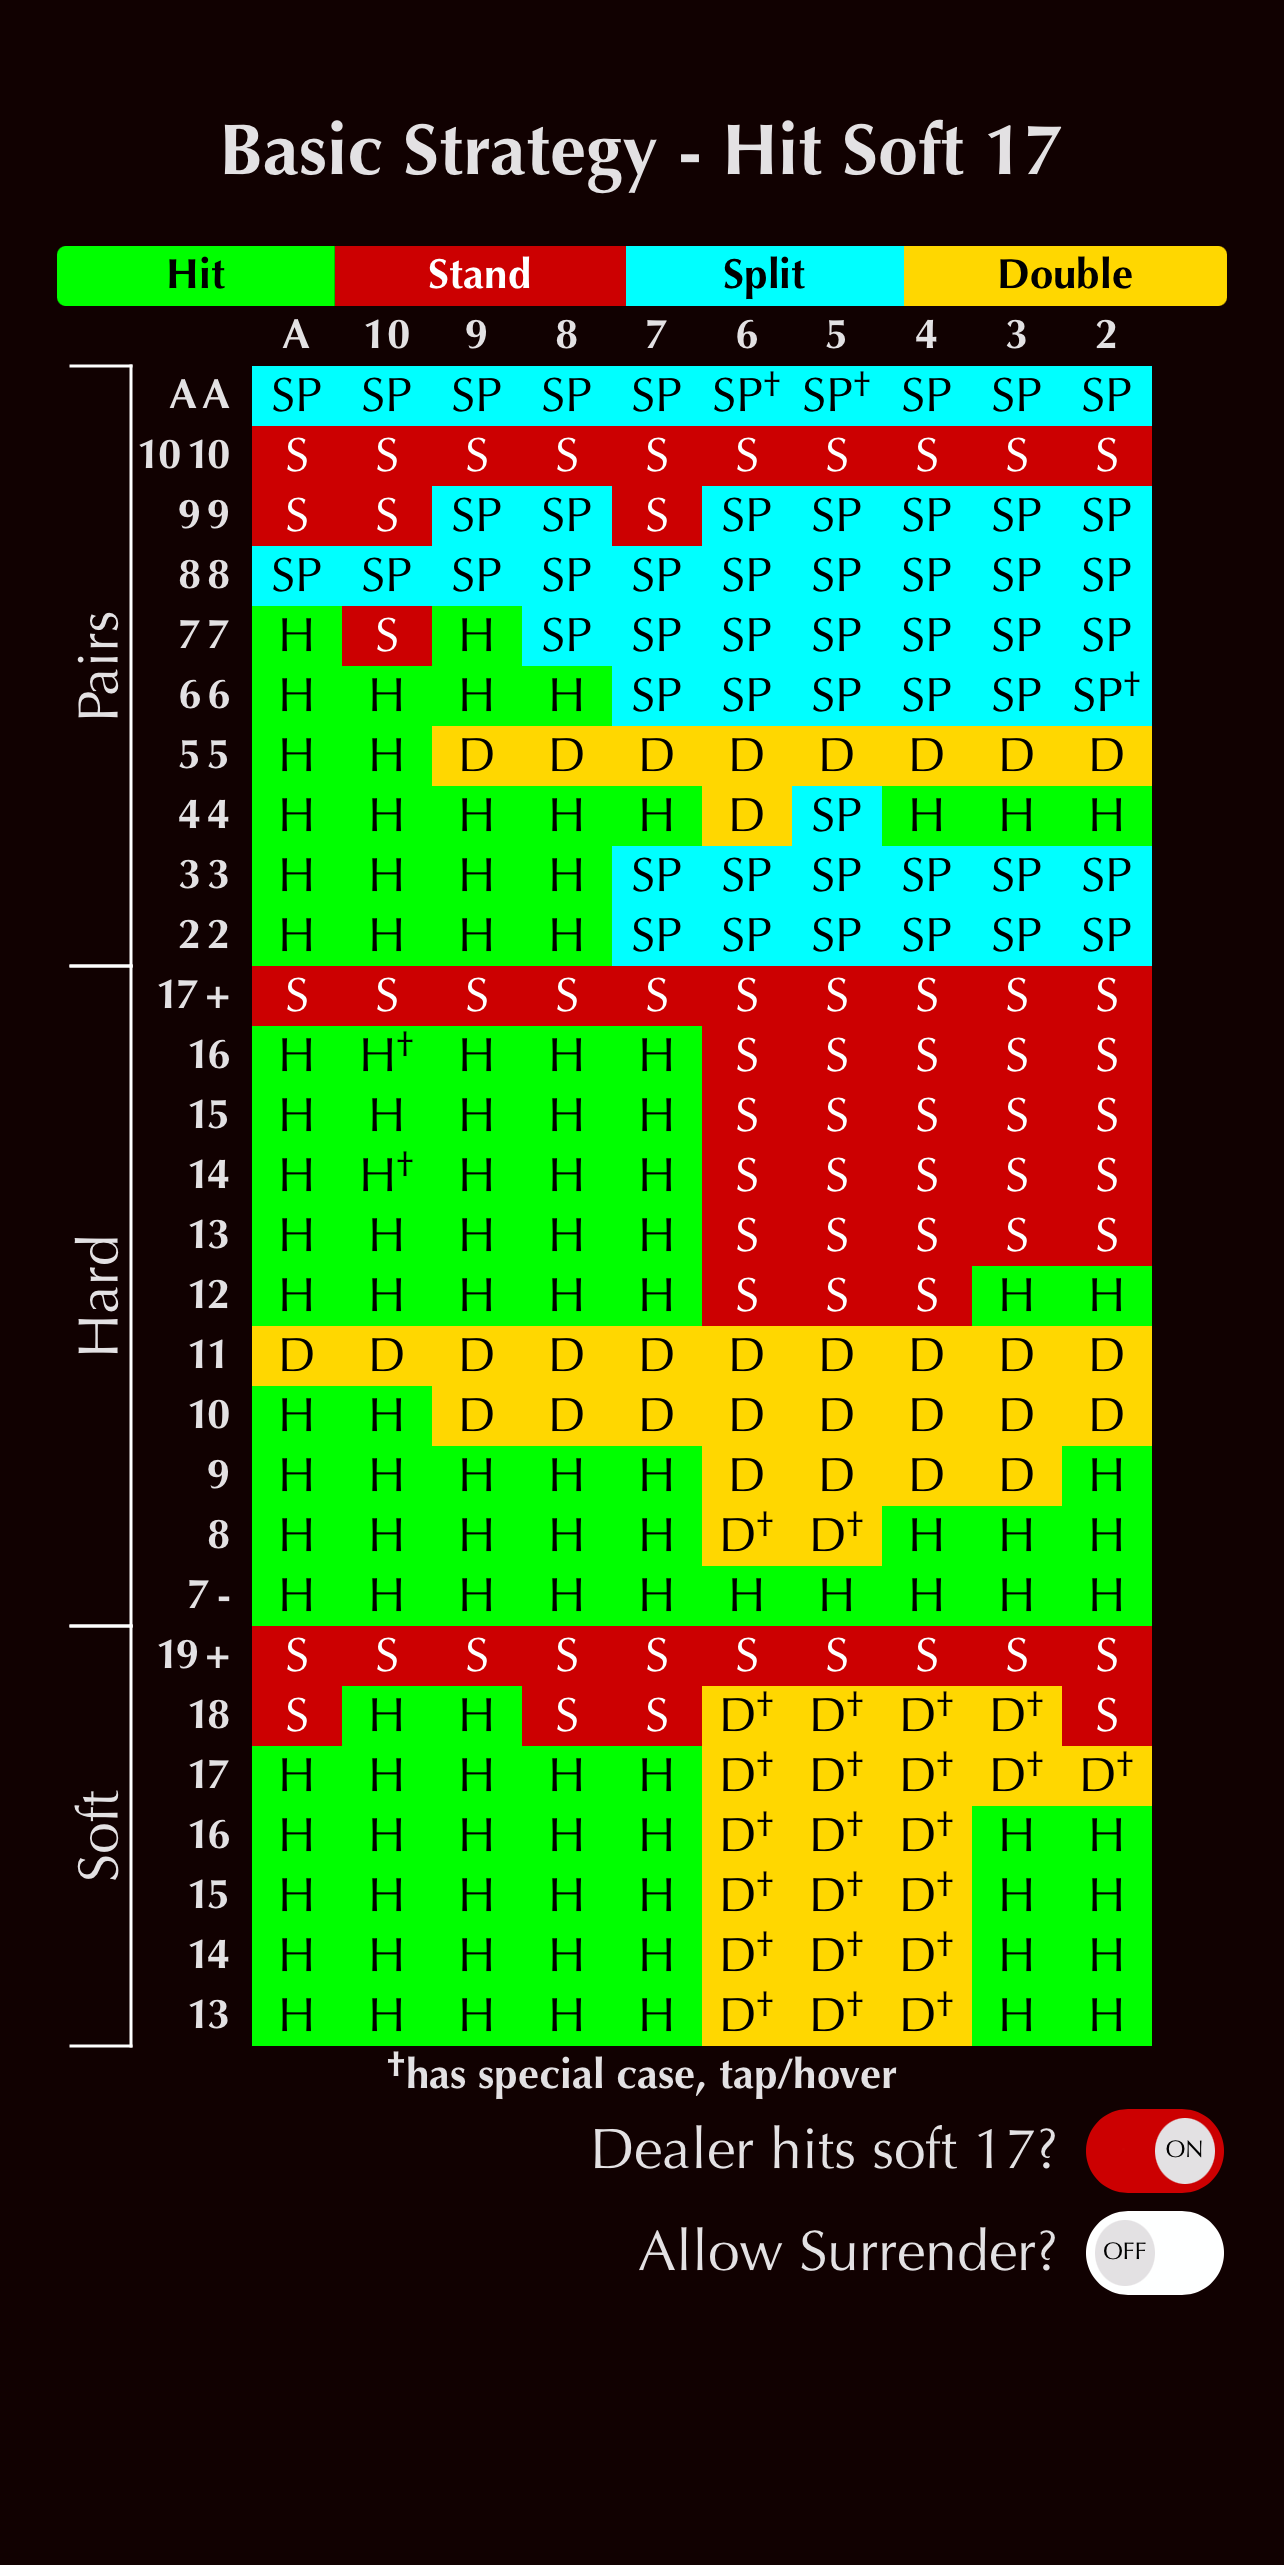 Basic Strategy - Hit Soft 17
Hit Stand Split Double
A 10 9 8 7 6 5 4 3 2
Pairs
A A SP SP SP SP SP SP† SP† SP SP SP
10 10 S S S S S S S S S S
9 9 S S SP SP S SP SP SP SP SP
8 8 SP SP SP SP SP SP SP SP SP SP
7 7 H S H SP SP SP SP SP SP SP
6 6 H H H H SP SP SP SP SP SP†
5 5 H H D D D D D D D D
4 4 H H H H H D SP H H H
3 3 H H H H SP SP SP SP SP SP
2 2 H H H H SP SP SP SP SP SP
Hard
17 + S S S S S S S S S S
16 H H† H H H S S S S S
15 H H H H H S S S S S
14 H H† H H H S S S S S
13 H H H H H S S S S S
12 H H H H H S S S H H
11 D D D D D D D D D D
10 H H D D D D D D D D
9 H H H H H D D D D H
8 H H H H H D† D† H H H
7 - H H H H H H H H H H
Soft
19 + S S S S S S S S S S
18 S H H S S D† D† D† D† S
17 H H H H H D† D† D† D† D†
16 H H H H H D† D† D† H H
15 H H H H H D† D† D† H H
14 H H H H H D† D† D† H H
13 H H H H H D† D† D† H H
†has special case, tap/hover
Dealer hits soft 17? ON
Allow Surrender? OFF